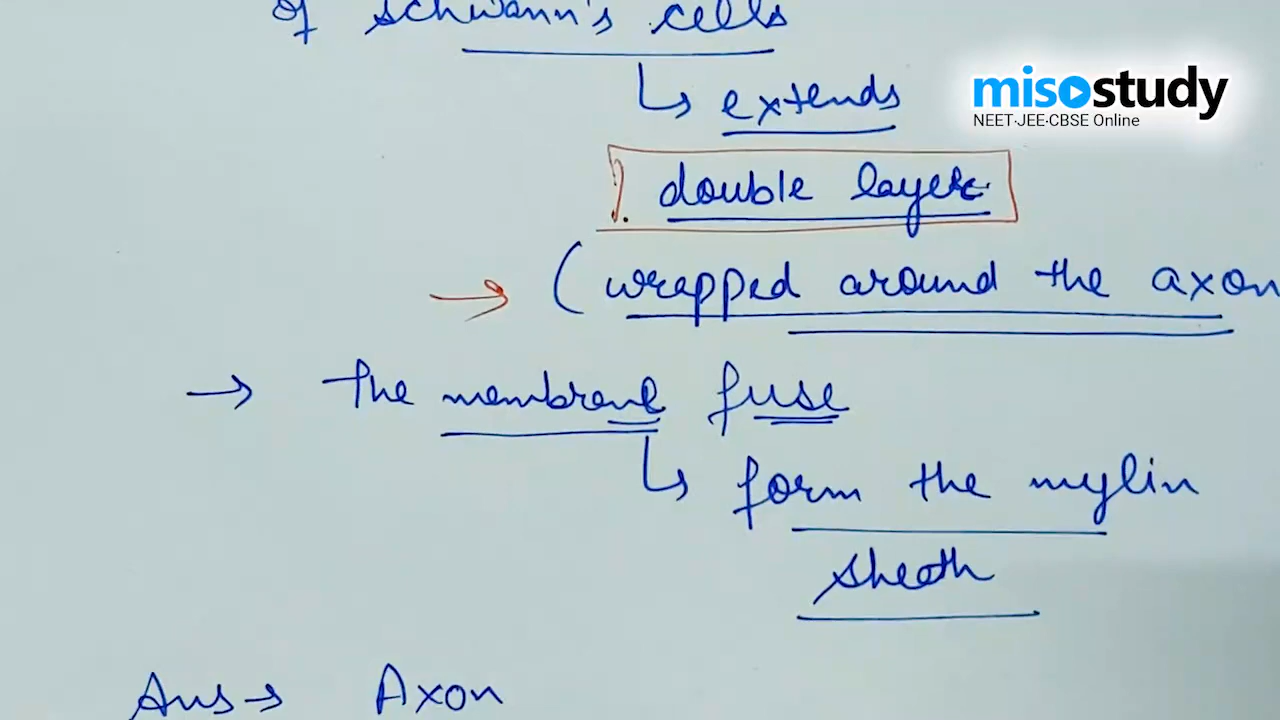 of schwann's cells
↳ extends
misostudy
NEET·JEE·CBSE Online
double layer
→ (wrapped around the axon
→ The membrane fuse
↳ form the mylin
sheath
Ans→ Axon